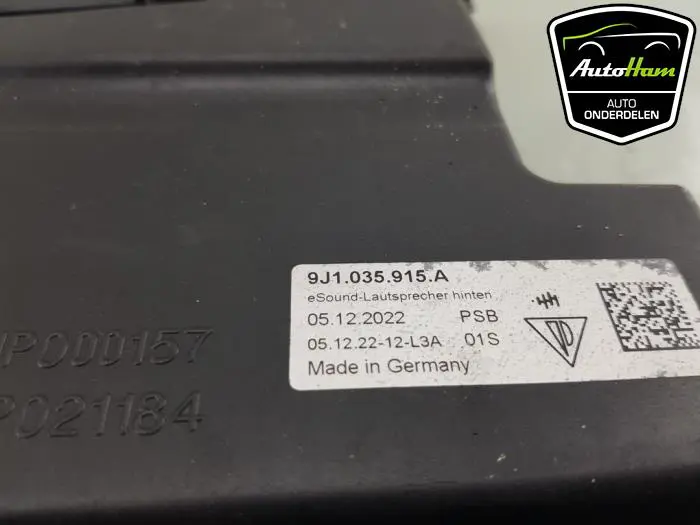 AutoHam
AUTO
ONDERDELEN
9J1.035.915.A
eSound-Lautsprecher hinten
05.12.2022 PSB
05.12.22-12-L3A 01S
Made in Germany
P000157
P021184